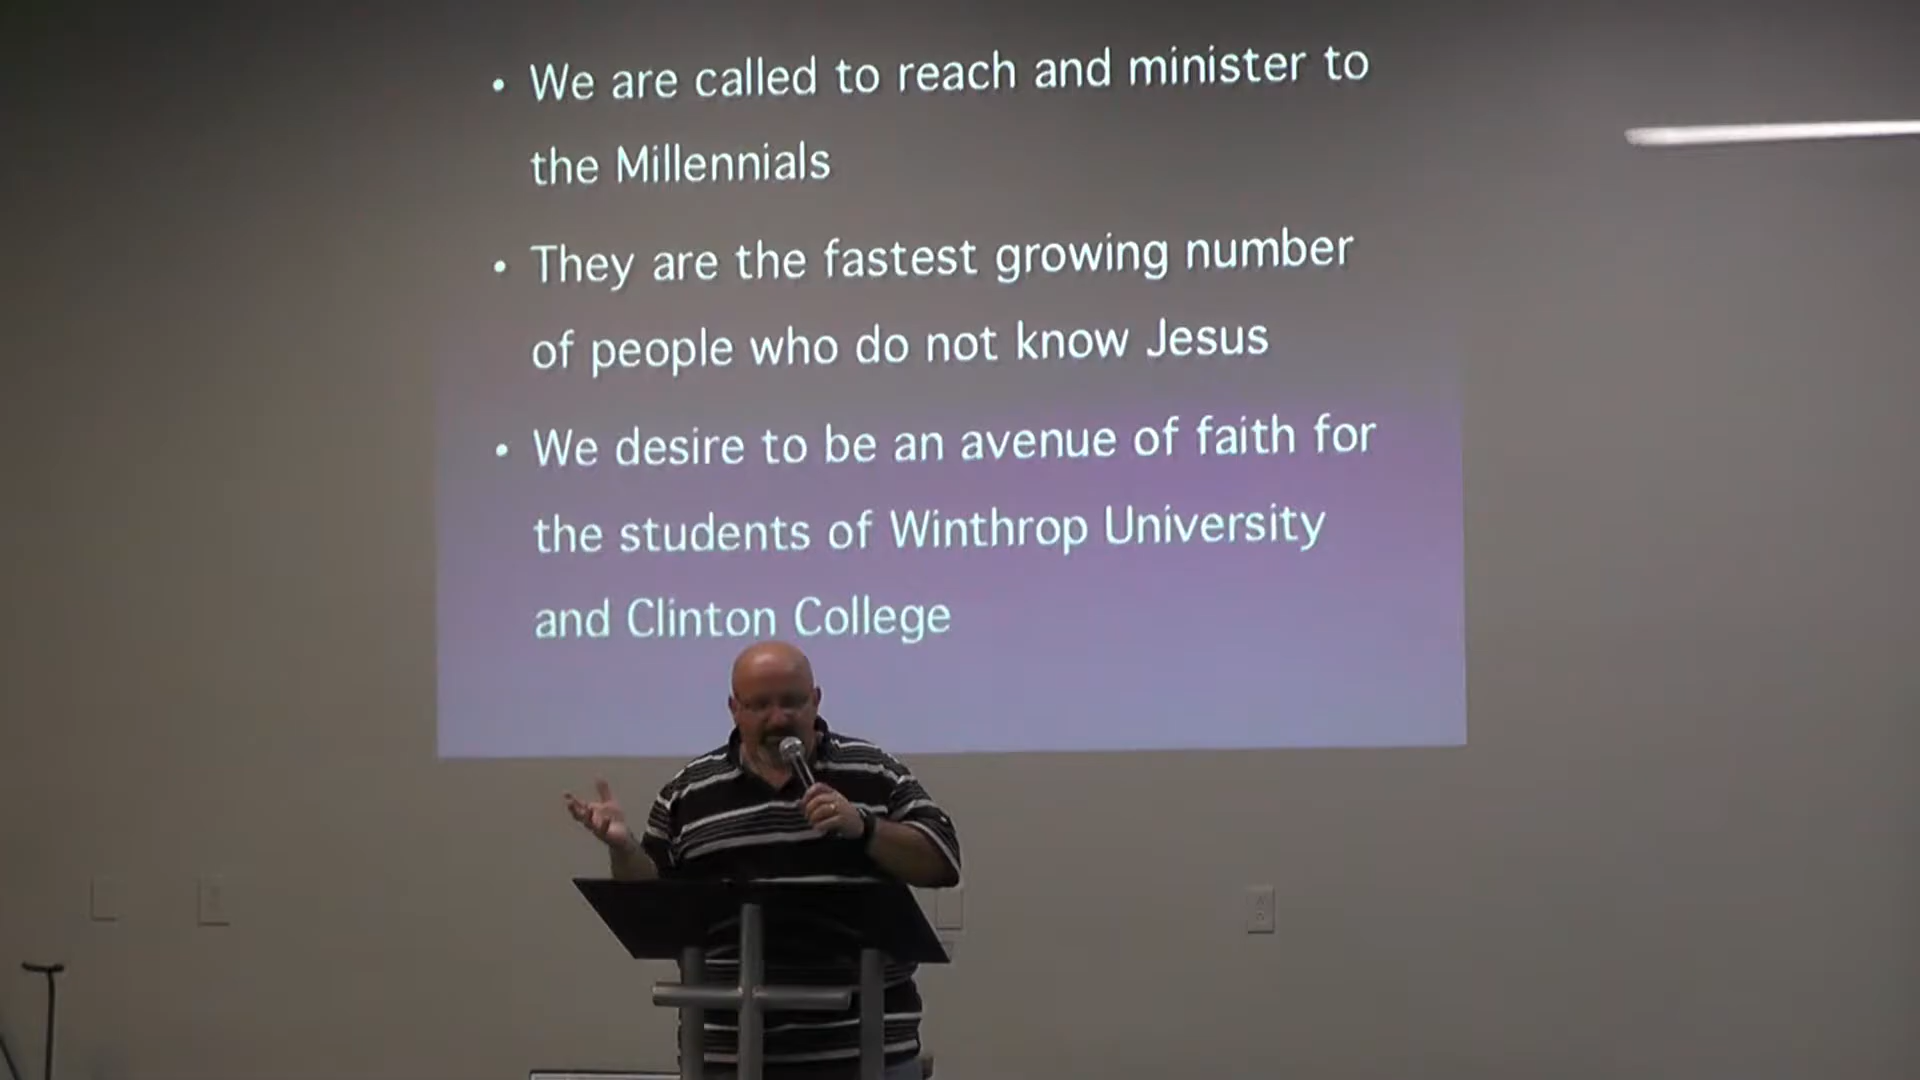 • We are called to reach and minister to
the Millennials
• They are the fastest growing number
of people who do not know Jesus
• We desire to be an avenue of faith for
the students of Winthrop University
and Clinton College